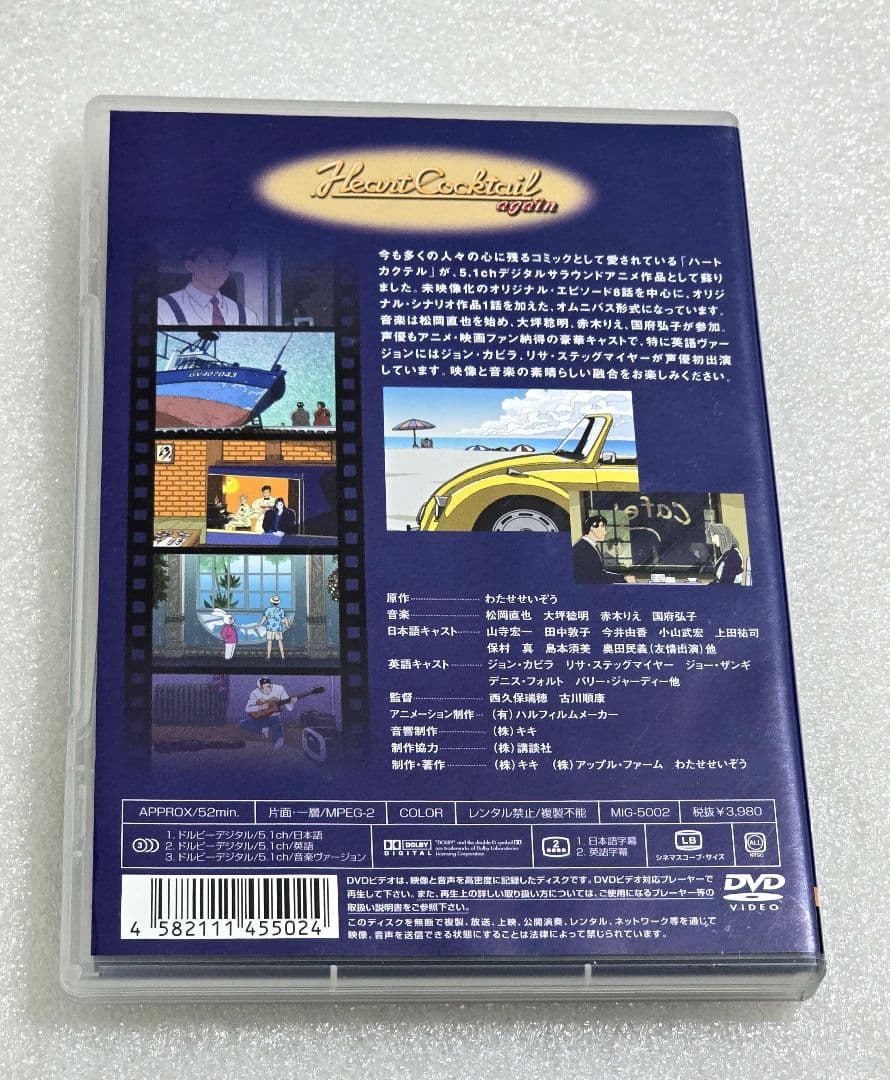 Heart Cocktail
again
今も多くの人々の心に残るコミックとして愛されている「ハート
カクテル」が、5.1chデジタルサラウンドアニメ作品として蘇り
ました。未映像化のオリジナル・エピソード8話を中心に、オリジ
ナル・シナリオ作品1話を加えた、オムニバス形式になっています。
音楽は松岡直也を始め、大坪稔明、赤木りえ、国府弘子が参加。
声優もアニメ・映画ファン納得の豪華キャストで、特に英語ヴァー
ジョンにはジョン・カビラ、リサ・ステッグマイヤーが声優初出演
しています。映像と音楽の素晴らしい融合をお楽しみください。
GV407043
Cafe
原作 わたせせいぞう
音楽 松岡直也 大坪稔明 赤木りえ 国府弘子
日本語キャスト 山寺宏一 田中敦子 今井由香 小山武宏 上田祐司
保村 真 島本須美 奥田民義(友情出演)他
英語キャスト ジョン・カビラ リサ・ステッグマイヤー ジョー・ザンギ
デニス・フォルト バリー・ジャーディー他
監督 西久保瑞穂 古川順康
アニメーション制作 (有)ハルフィルムメーカー
音響制作 (株)キキ
制作協力 (株)講談社
制作・著作 (株)キキ (株)アップル・ファーム わたせせいぞう
APPROX/52min. 片面・一層/MPEG-2 COLOR レンタル禁止/複製不能 MIG-5002 税抜¥3,980
3 1. ドルビーデジタル/5.1ch/日本語
2. ドルビーデジタル/5.1ch/英語
3. ドルビーデジタル/5.1ch/音楽ヴァージョン
DOLBY DIGITAL
"DOLBY" and the double-D symbol
are trademarks of Dolby Laboratories
Licensing Corporation.
2 1. 日本語字幕
2. 英語字幕
LB
シネマスコープ・サイズ
ALL
NTSC
4 582111 455024
DVDビデオは、映像と音声を高密度に記録したディスクです。DVDビデオ対応プレーヤーで
再生して下さい。また、再生上の詳しい取り扱い方については、ご使用になるプレーヤー等の
取扱い説明書をご参照下さい。
このディスクを無断で複製、放送、上映、公開演奏、レンタル、ネットワーク等を通じて
映像、音声を送信できる状態にすることは法律によって禁じられています。
DVD
VIDEO